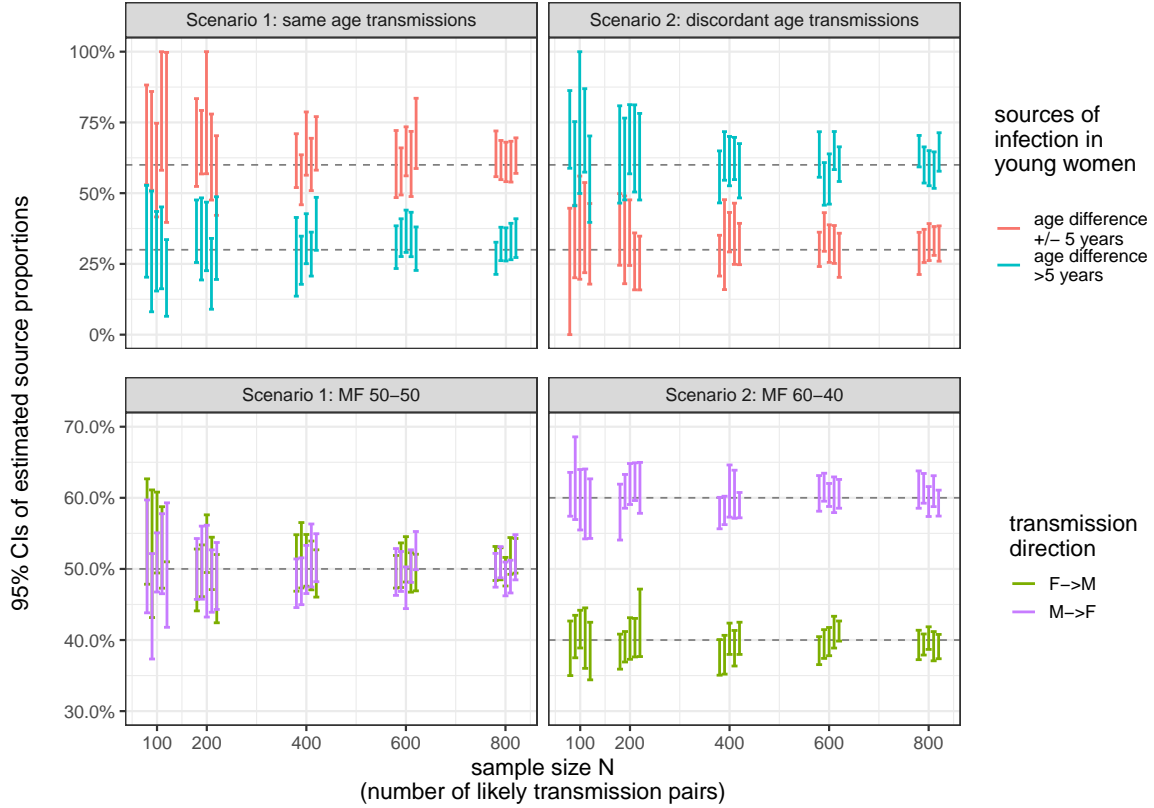 Scenario 1: same age transmissions
Scenario 2: discordant age transmissions
100%
75%
50%
25%
0%
sources of
infection in
young women
age difference
+/− 5 years
age difference
>5 years
95% CIs of estimated source proportions
Scenario 1: MF 50−50
Scenario 2: MF 60−40
70.0%
60.0%
50.0%
40.0%
30.0%
transmission
direction
F−>M
M−>F
100 200 400 600 800
100 200 400 600 800
sample size N
(number of likely transmission pairs)